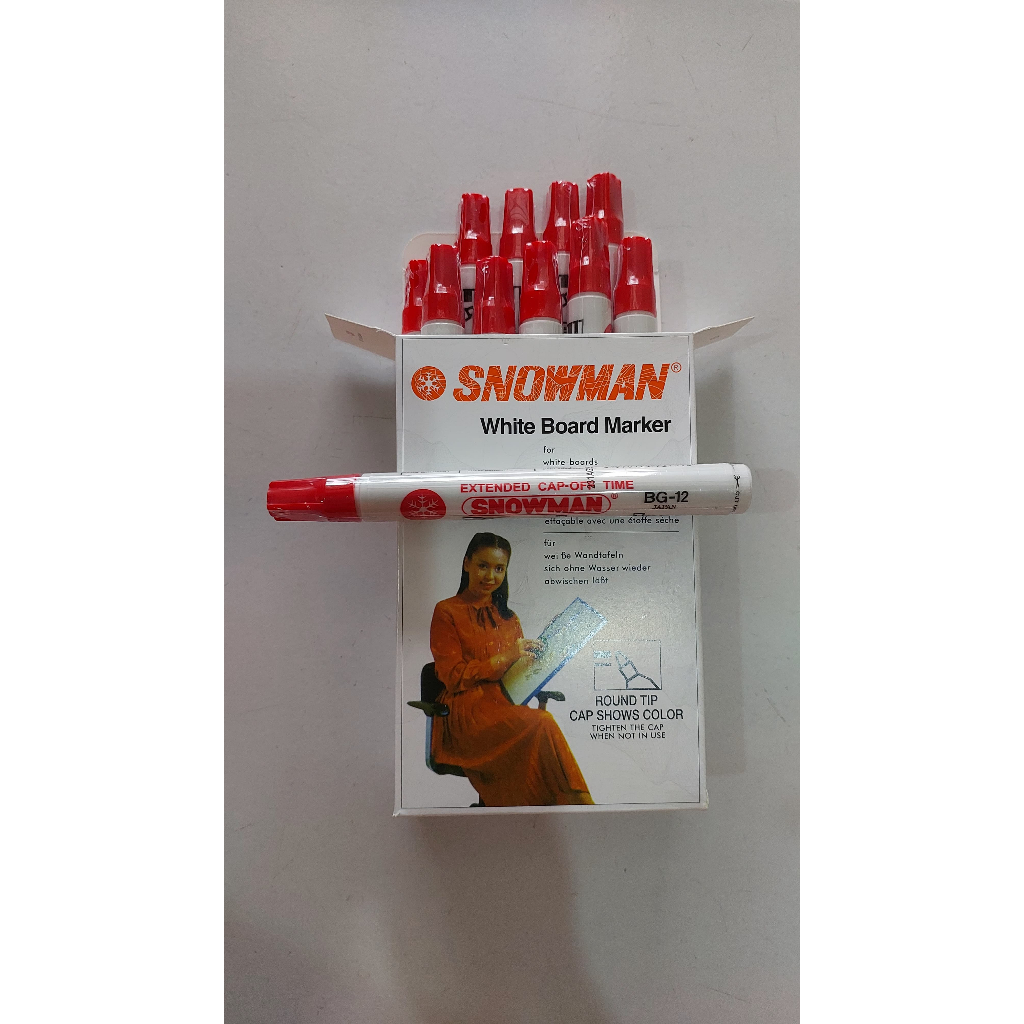 SNOWMAN®
White Board Marker
for
white boards
EXTENDED CAP-OFF TIME
SNOWMAN®
BG-12
JAPAN
effaçable avec une étoffe sèche
für
weiße Wandtafeln
sich ohne Wasser wieder
abwischen läßt
ROUND TIP
CAP SHOWS COLOR
TIGHTEN THE CAP
WHEN NOT IN USE